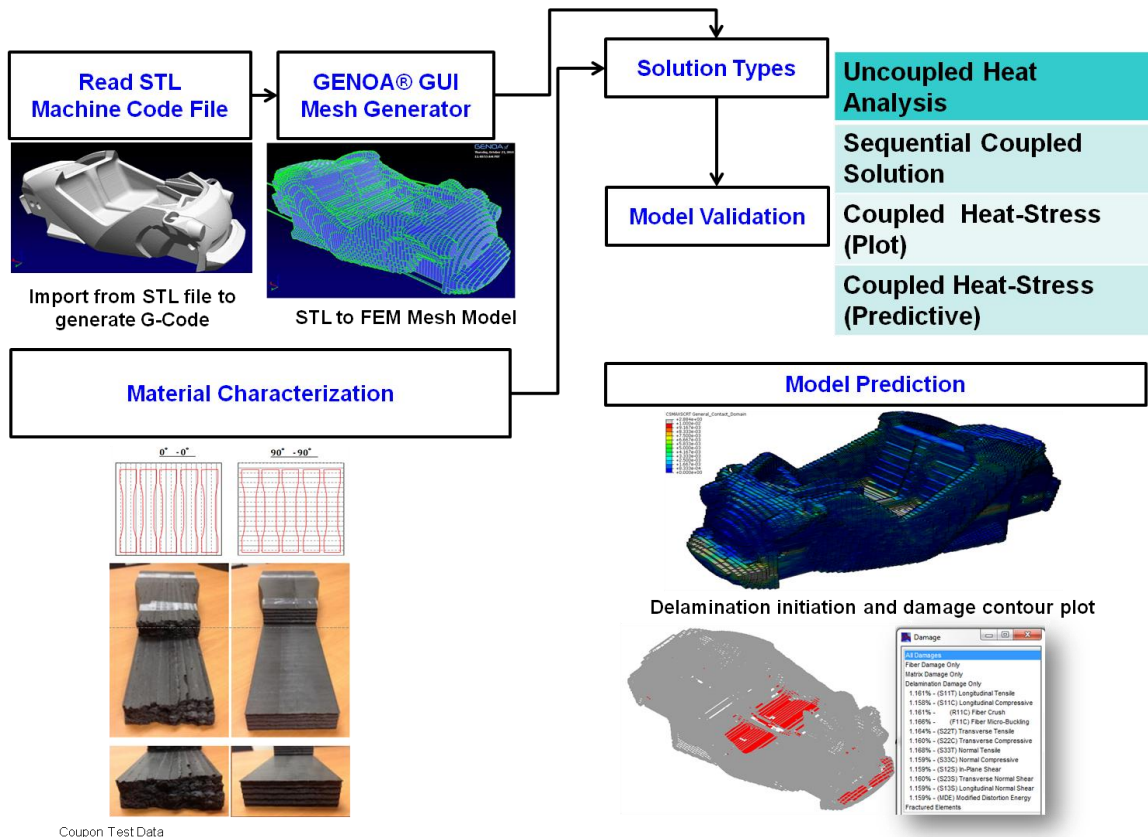 Read STL
Machine Code File
GENOA® GUI
Mesh Generator
Solution Types
Uncoupled Heat
Analysis
Sequential Coupled
Solution
Model Validation
Coupled Heat-Stress
(Plot)
Coupled Heat-Stress
(Predictive)
GENOA
Import from STL file to
generate G-Code
STL to FEM Mesh Model
Material Characterization
Model Prediction
0° -0°
90° -90°
Delamination initiation and damage contour plot
Damage
All Damages
Fiber Damage Only
Matrix Damage Only
Delamination Damage Only
1.161% - (S11T) Longitudinal Tensile
1.158% - (S11C) Longitudinal Compressive
1.161% - (R11C) Fiber Crush
1.166% - (F11C) Fiber Micro-Buckling
1.164% - (S22T) Transverse Tensile
1.160% - (S22C) Transverse Compressive
1.168% - (S33T) Normal Tensile
1.159% - (S33C) Normal Compressive
1.159% - (S12S) In-Plane Shear
1.160% - (S23S) Transverse Normal Shear
1.159% - (S13S) Longitudinal Normal Shear
1.159% - (MDE) Modified Distortion Energy
Fractured Elements
Coupon Test Data